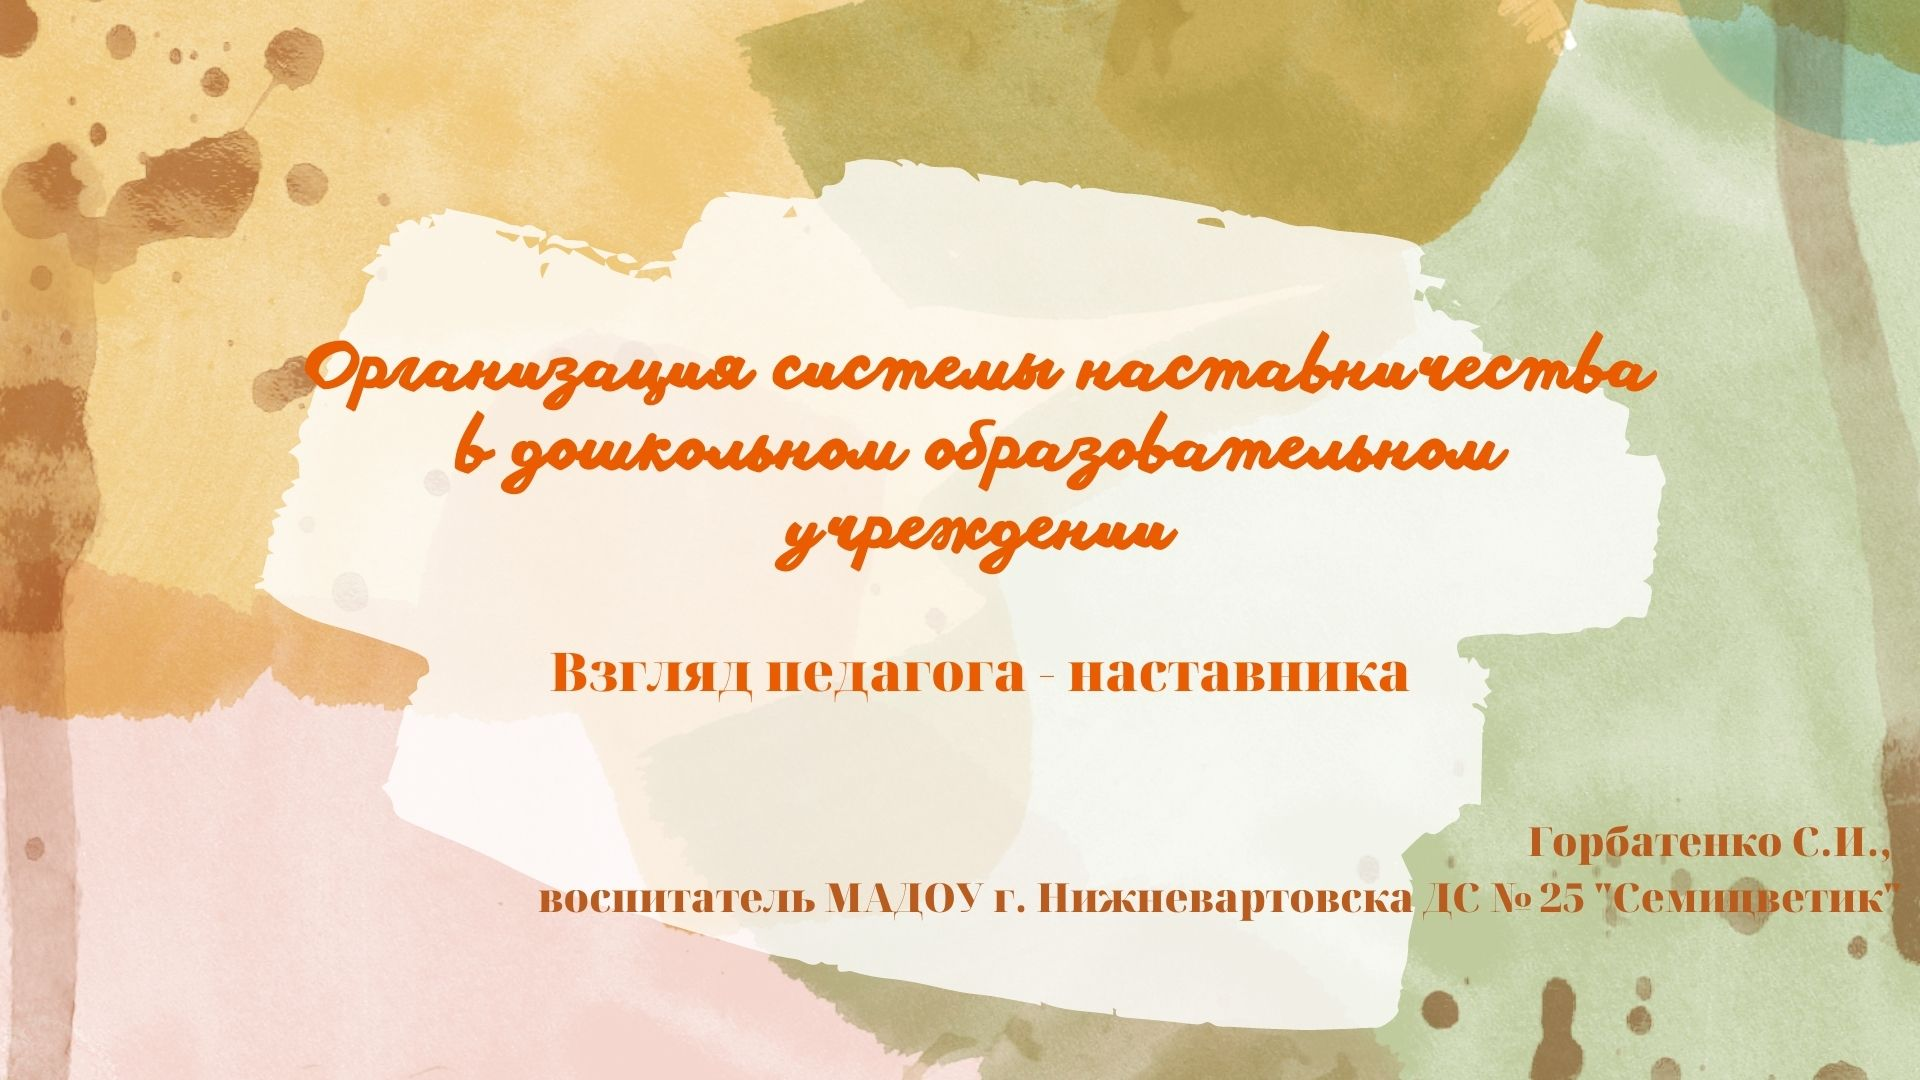 Организация системы наставничества
в дошкольном образовательном
учреждении
Взгляд педагога - наставника
Горбатенко С.И.,
воспитатель МАДОУ г. Нижневартовска ДС № 25 "Семицветик"